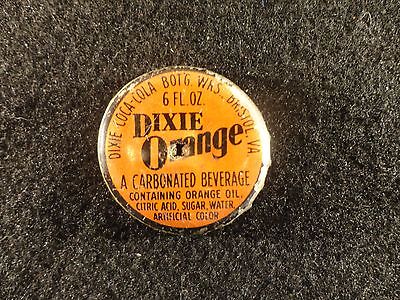 DIXIE COCA-COLA BOT'G. WKS., BRISTOL, VA
6 FL. OZ.
DIXIE
Orange
A CARBONATED BEVERAGE
CONTAINING ORANGE OIL
CITRIC ACID, SUGAR, WATER,
ARTIFICIAL COLOR